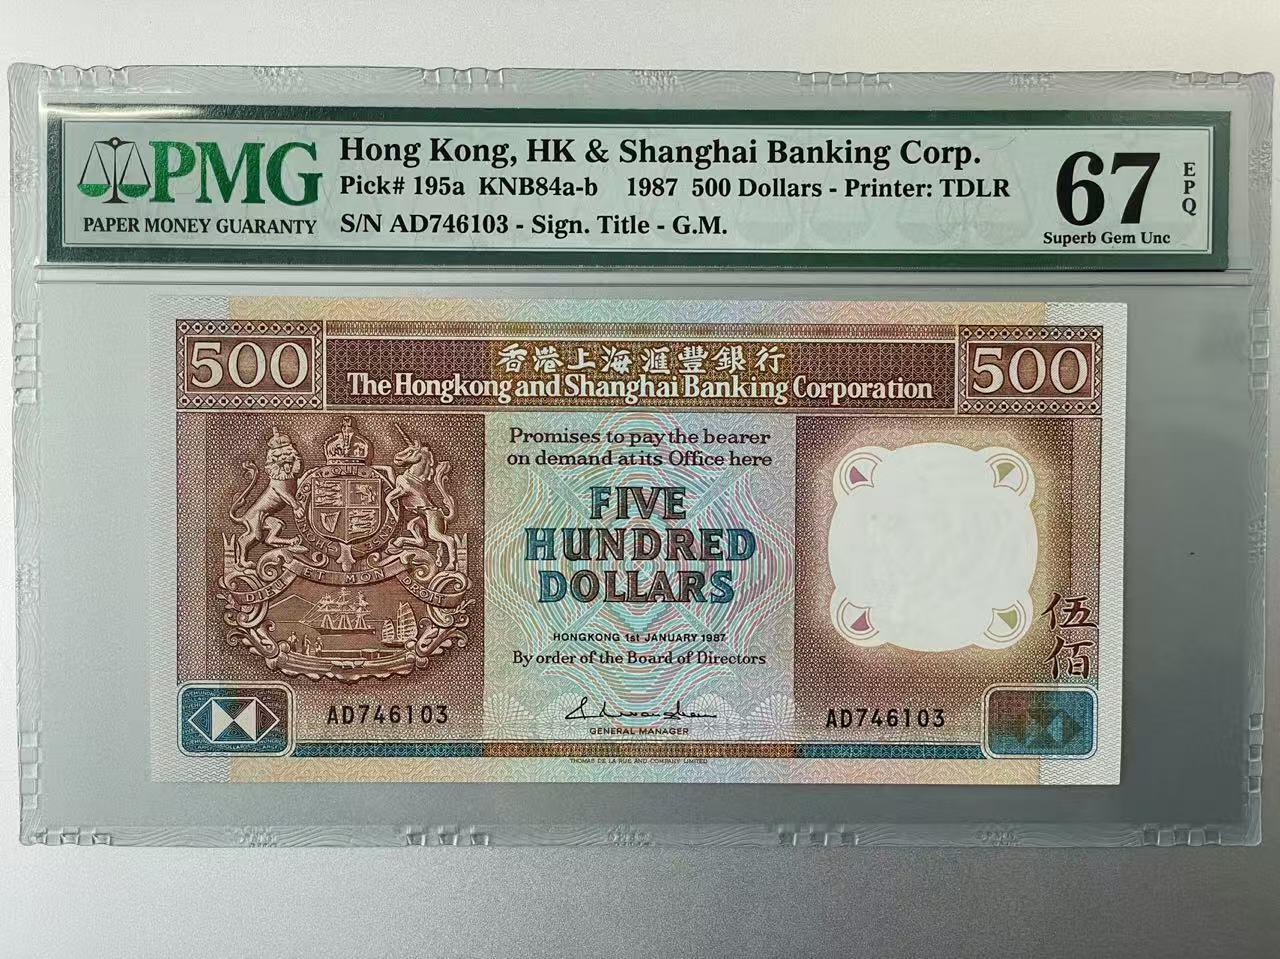 PMG
PAPER MONEY GUARANTY
Hong Kong, HK & Shanghai Banking Corp.
Pick# 195a KNB84a-b 1987 500 Dollars - Printer: TDLR
S/N AD746103 - Sign. Title - G.M.
67
EPQ
Superb Gem Unc
500
香港上海滙豐銀行
500
The Hongkong and Shanghai Banking Corporation
Promises to pay the bearer
on demand at its Office here
FIVE
HUNDRED
DOLLARS
DIEU ET MON DROIT
HONGKONG 1st JANUARY 1987
By order of the Board of Directors
伍
佰
AD746103
GENERAL MANAGER
AD746103
THOMAS DE LA RUE AND COMPANY LIMITED